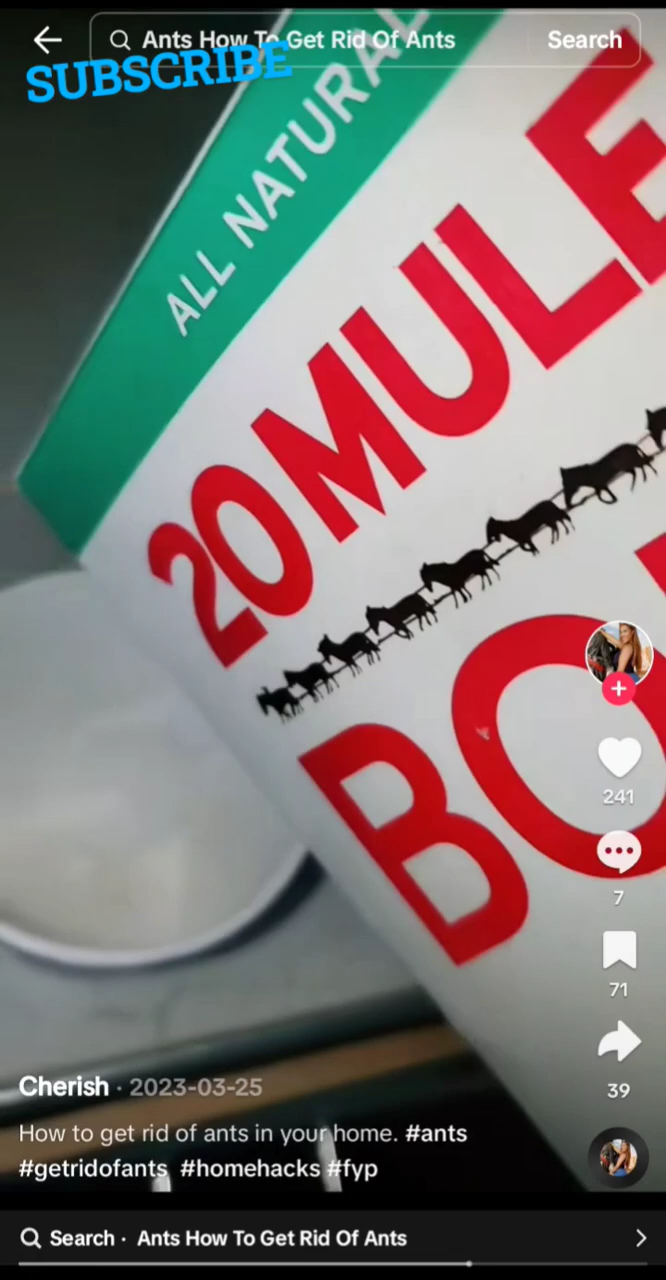 Ants How To Get Rid Of Ants
Search
SUBSCRIBE
ALL NATURAL
20 MULE
BO
241
7
71
39
Cherish · 2023-03-25
How to get rid of ants in your home. #ants
#getridofants #homehacks #fyp
Search · Ants How To Get Rid Of Ants